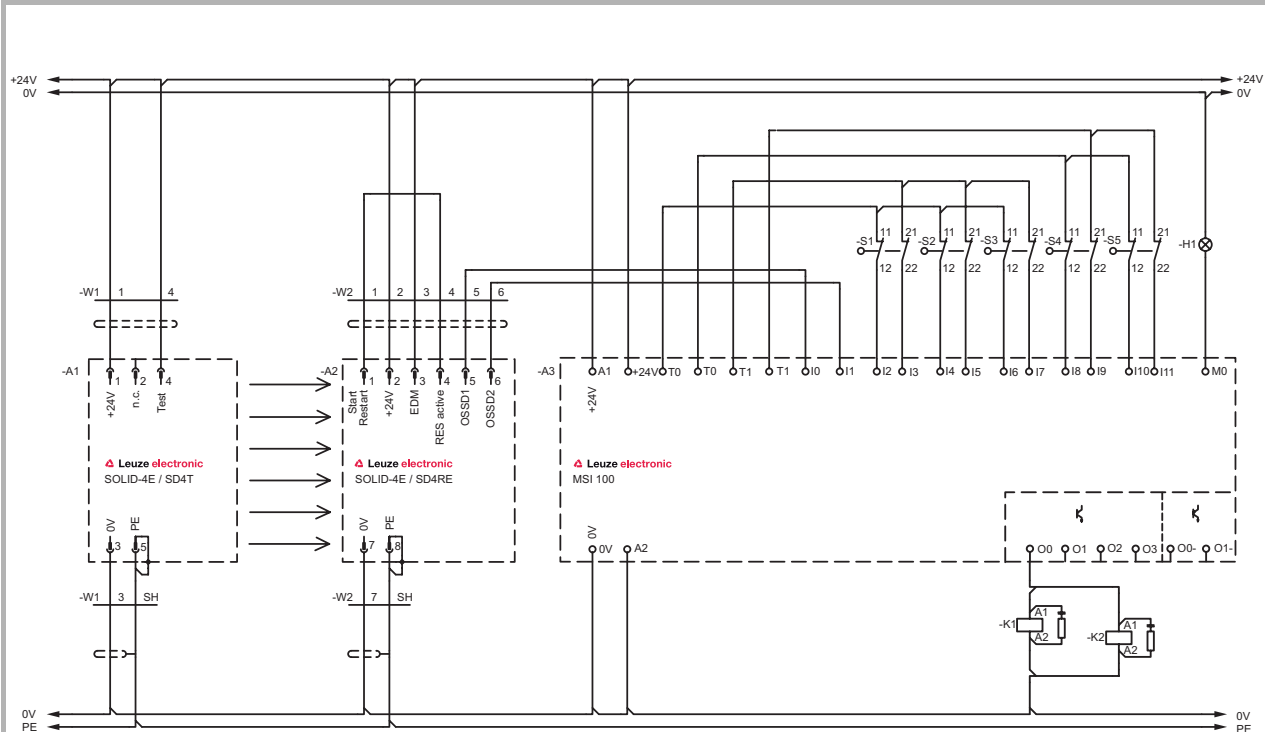 +24V
+24V
0V
0V
11 21 11 21 11 21 11 21 11 21
-S1 -S2 -S3 -S4 -S5 -H1
12 22 12 22 12 22 12 22 12 22
-W1 1 4
-W2 1 2 3 4 5 6
-A1 1 2 4
-A2 1 2 3 4 5 6
-A3 A1 +24V T0 T0 T1 T1 I0 I1 I2 I3 I4 I5 I6 I7 I8 I9 I10 I11 M0
+24V
n.c.
Test
Start
Restart
+24V
EDM
RES active
OSSD1
OSSD2
+24V
Leuze electronic
SOLID-4E / SD4T
Leuze electronic
SOLID-4E / SD4RE
Leuze electronic
MSI 100
0V PE
0V PE
0V
3 5
7 8
0V A2
O0 O1 O2 O3 O0- O1-
-W1 3 SH
-W2 7 SH
-K1 A1 A2
-K2 A1 A2
0V
0V
PE
PE